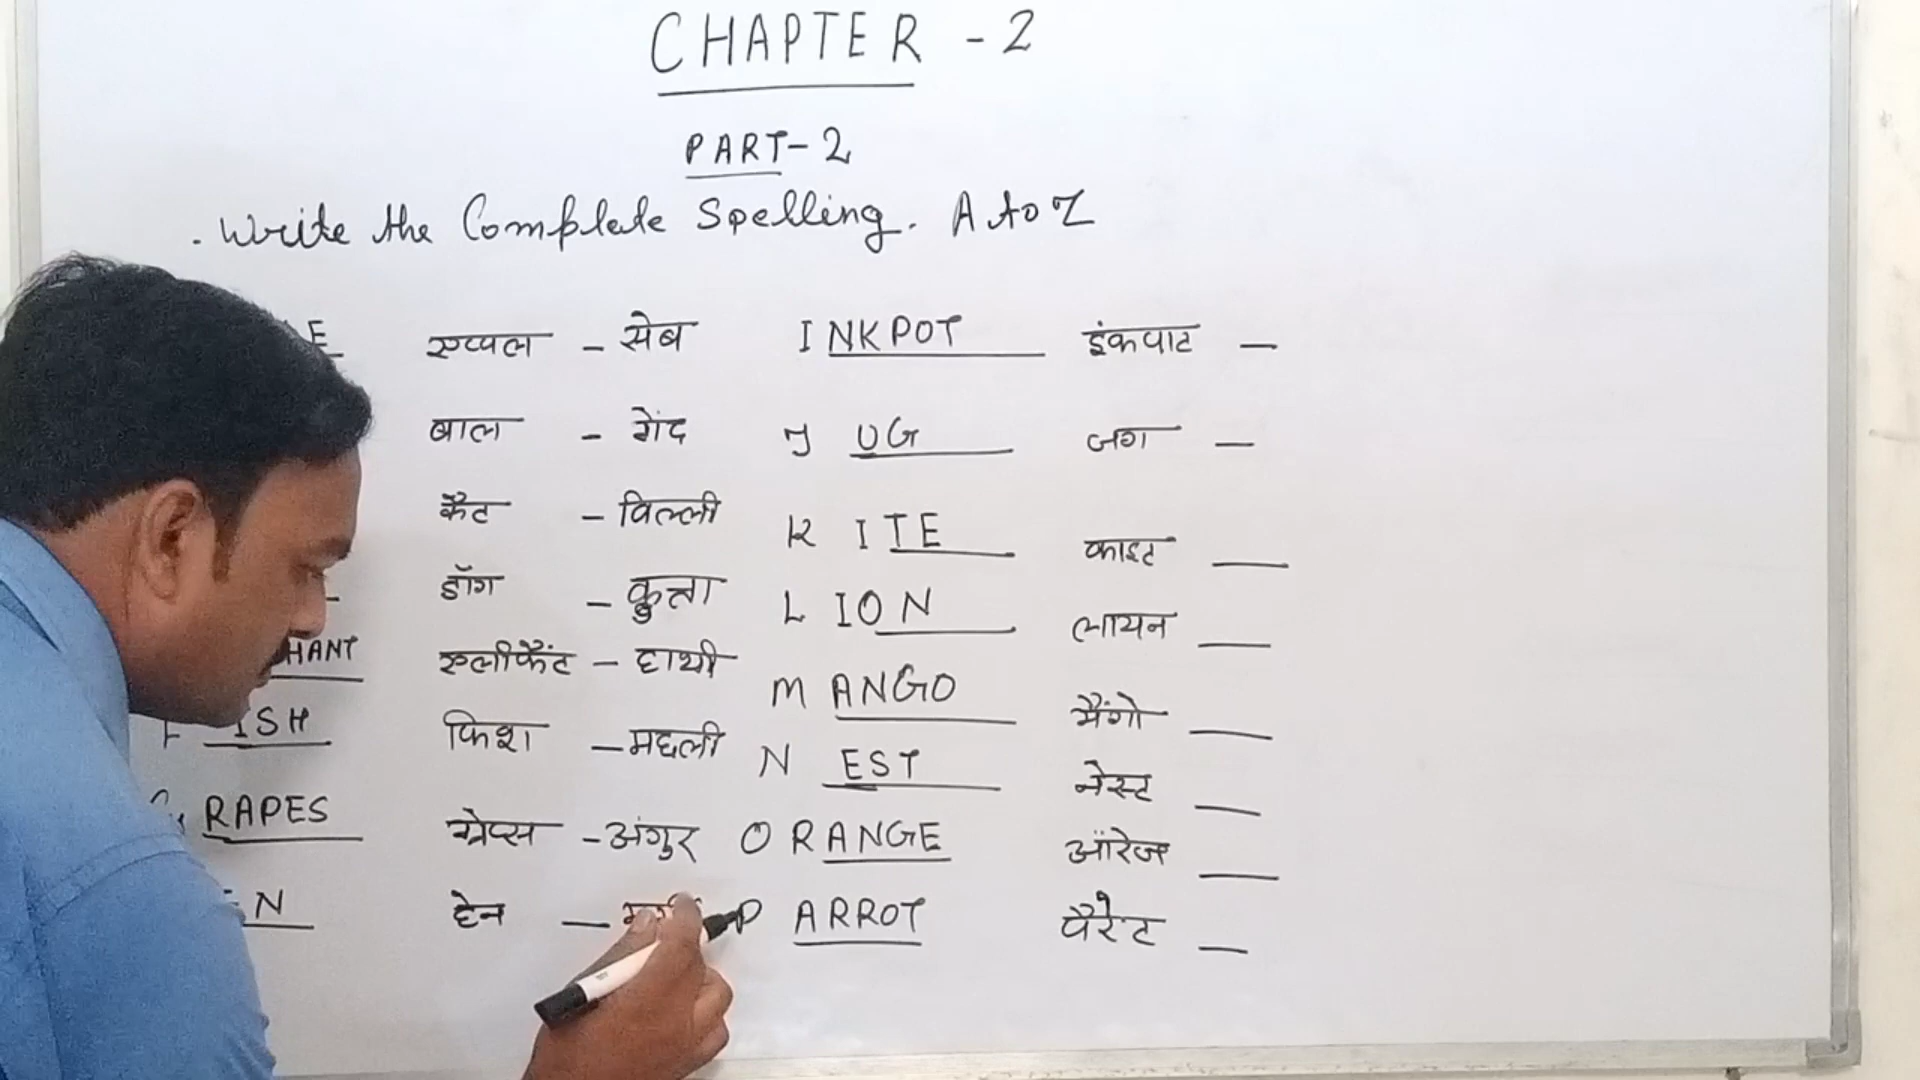 CHAPTER - 2
PART - 2
. Write the Complete Spelling. A to Z
E एप्पल – सेब INKPOT इंकपाट —
बाल – गेंद J UG जग —
कैट – बिल्ली K ITE काइट —
डॉग – कुत्ता L ION लायन —
HANT एलीफैंट – हाथी M ANGO मैंगो —
F ISH फिश – मछली N EST नेस्ट —
G RAPES ग्रेप्स – अंगुर O RANGE ऑरेंज —
EN हेन – P ARROT पैरेट —